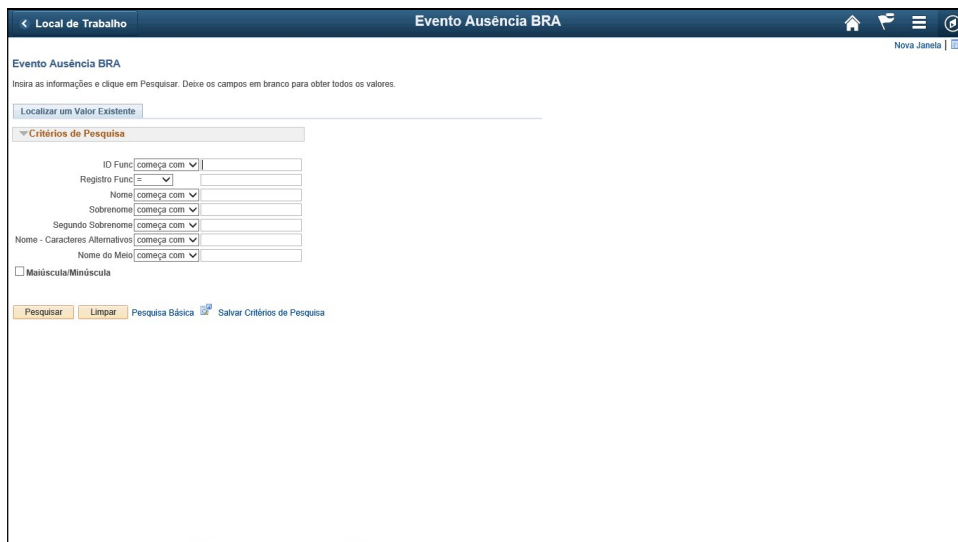 Local de Trabalho
Evento Ausência BRA
Nova Janela |
Evento Ausência BRA
Insira as informações e clique em Pesquisar. Deixe os campos em branco para obter todos os valores.
Localizar um Valor Existente
Critérios de Pesquisa
ID Func começa com
Registro Func =
Nome começa com
Sobrenome começa com
Segundo Sobrenome começa com
Nome - Caracteres Alternativos começa com
Nome do Meio começa com
Maiúscula/Minúscula
Pesquisar Limpar Pesquisa Básica Salvar Critérios de Pesquisa